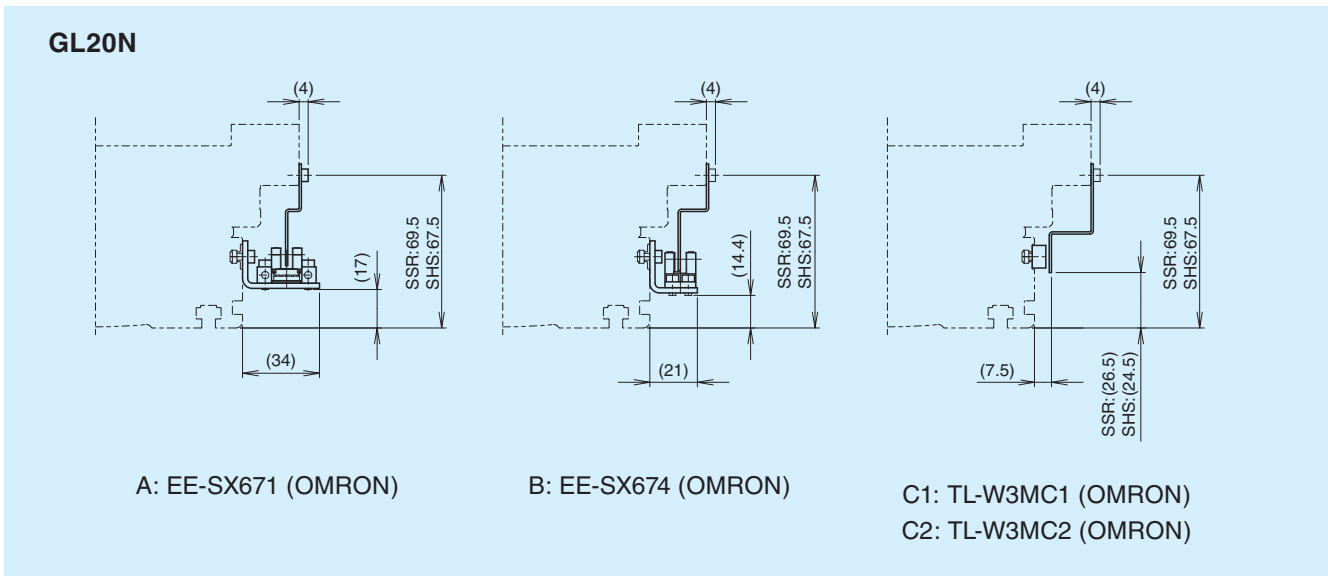 GL20N
(4)
(17)
SSR:69.5
SHS:67.5
(34)
A: EE-SX671 (OMRON)
(4)
(14.4)
SSR:69.5
SHS:67.5
(21)
B: EE-SX674 (OMRON)
(4)
SSR:69.5
SHS:67.5
(7.5)
SSR:(26.5)
SHS:(24.5)
C1: TL-W3MC1 (OMRON)
C2: TL-W3MC2 (OMRON)